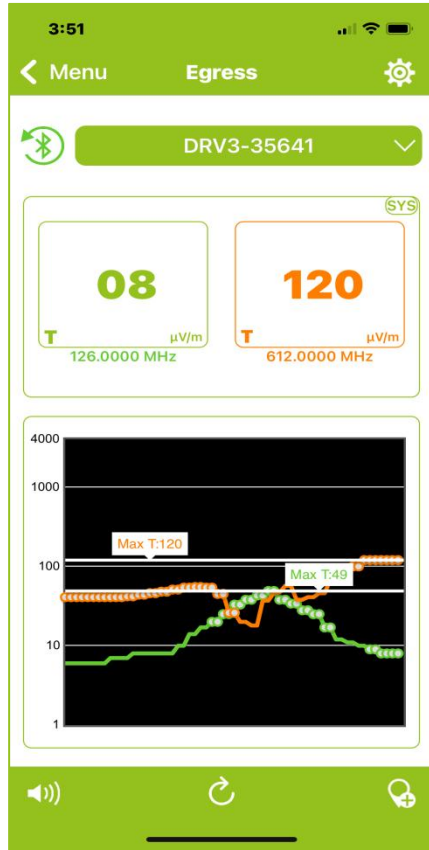 3:51
Menu Egress
DRV3-35641
SYS
08 120
T µV/m T µV/m
126.0000 MHz 612.0000 MHz
4000
1000
Max T:120
100
Max T:49
10
1